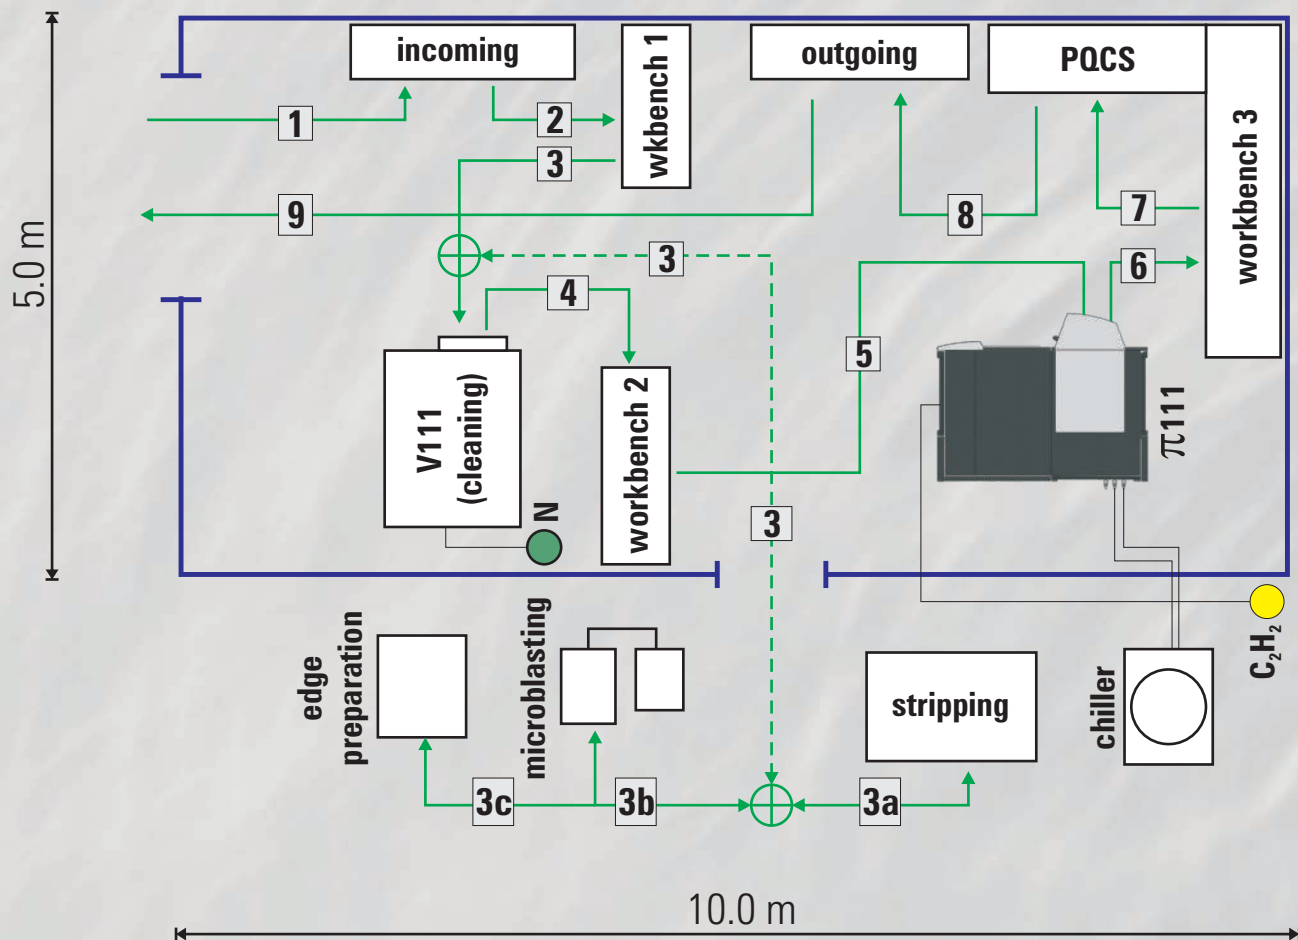 incoming
wkbench 1
outgoing
PQCS
workbench 3
1
2
3
9
8
7
6
3
4
5
5.0 m
V111
(cleaning)
N
workbench 2
π111
3
C₂H₂
edge
preparation
microblasting
stripping
chiller
3c
3b
3a
10.0 m